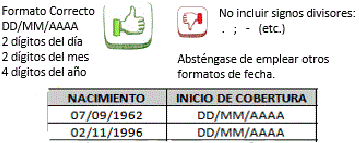 Formato Correcto
DD/MM/AAAA
2 dígitos del día
2 dígitos del mes
4 dígitos del año
No incluir signos divisores:
. ; - (etc.)
Absténgase de emplear otros
formatos de fecha.
NACIMIENTO INICIO DE COBERTURA
07/09/1962 DD/MM/AAAA
02/11/1996 DD/MM/AAAA